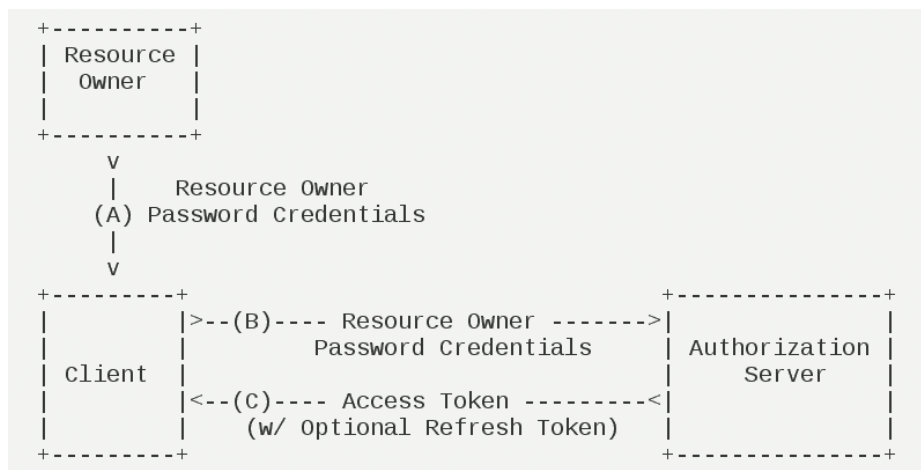 +----------+
| Resource |
|  Owner   |
|          |
+----------+
     v
     |    Resource Owner
    (A) Password Credentials
     |
     v
+---------+                                  +---------------+
|         |>--(B)---- Resource Owner ------->|               |
|         |         Password Credentials     | Authorization |
| Client  |                                  |     Server    |
|         |<--(C)---- Access Token ---------<|               |
|         |    (w/ Optional Refresh Token)   |               |
+---------+                                  +---------------+